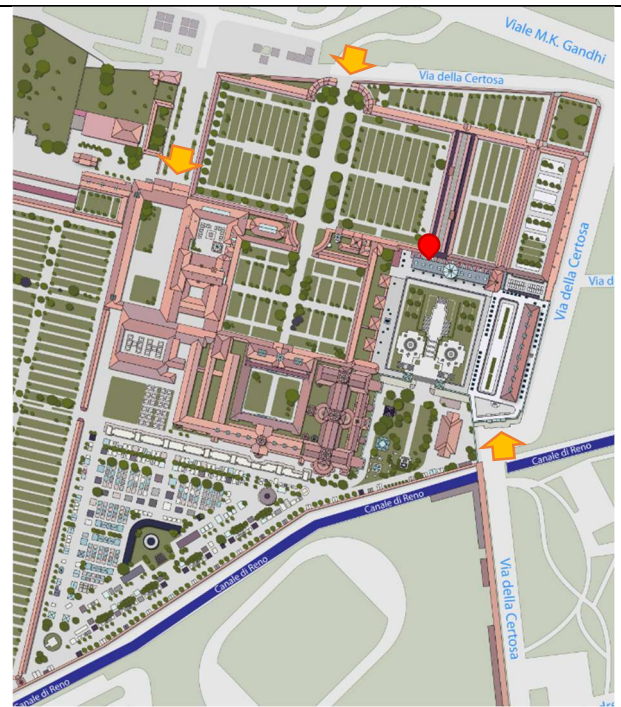 Viale M.K. Gandhi
Via della Certosa
Via della Certosa
Via d
Canale di Reno
Canale di Reno
Canale di Reno
Via della Certosa
Canale di Reno